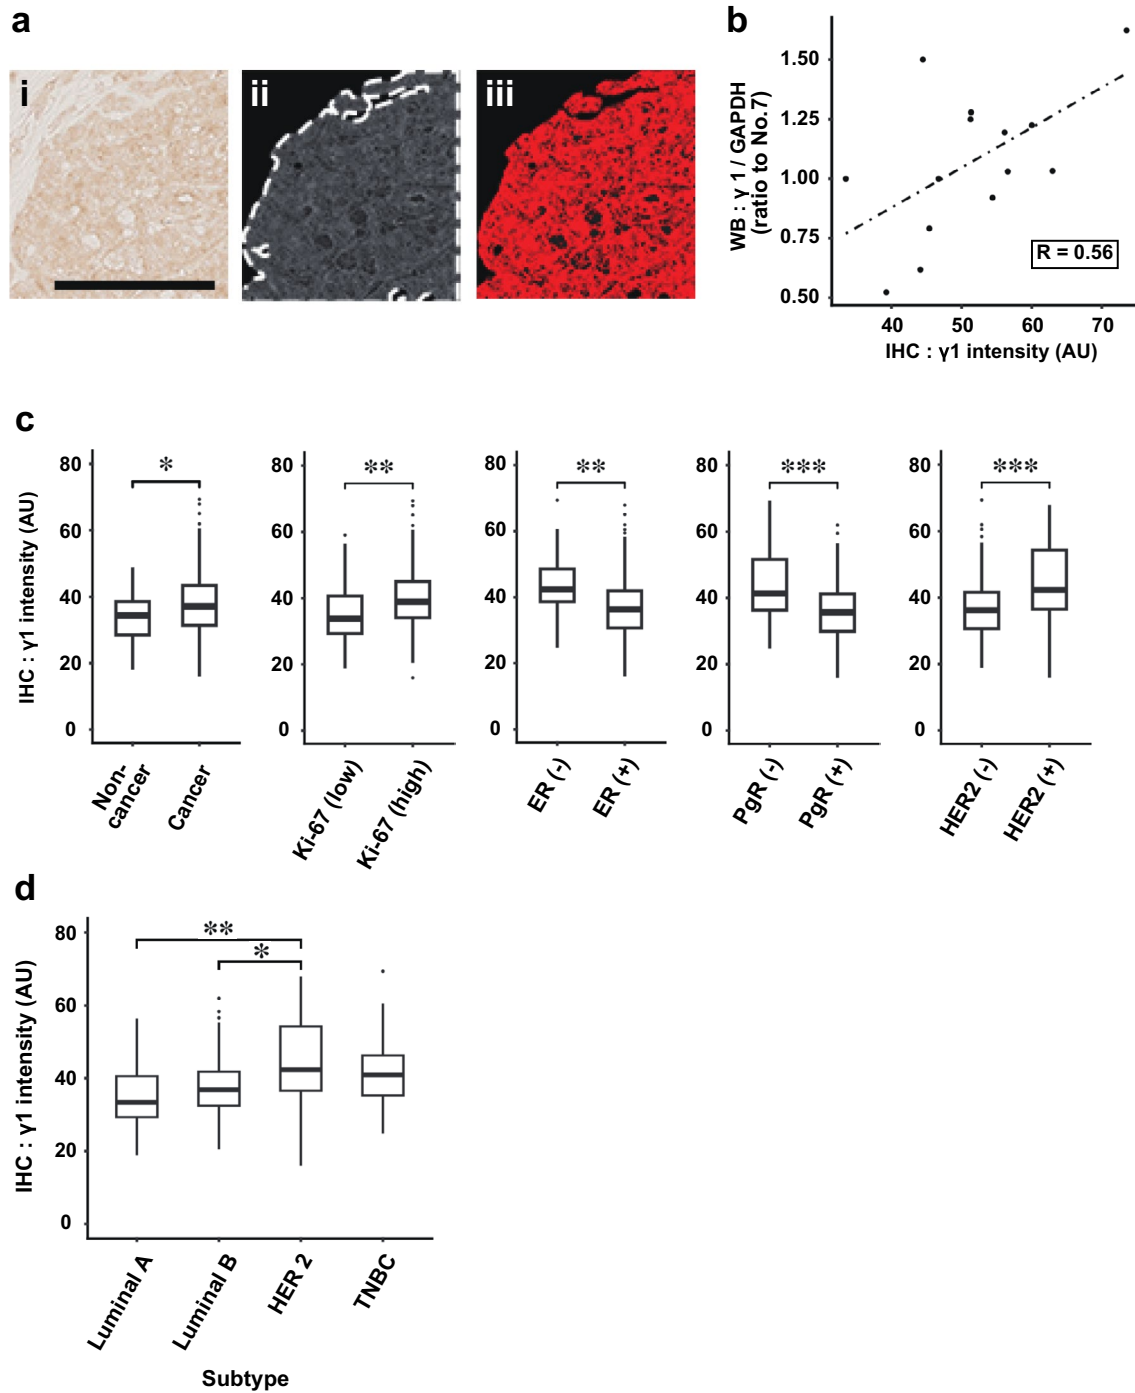 a
i
ii
iii
b
WB : γ 1 / GAPDH
(ratio to No.7)
1.50
1.25
1.00
0.75
0.50
R = 0.56
40 50 60 70
IHC : γ1 intensity (AU)
c
IHC : γ1 intensity (AU)
80
60
40
20
0
*
Non-
cancer
Cancer
80
60
40
20
0
**
Ki-67 (low)
Ki-67 (high)
80
60
40
20
0
**
ER (-)
ER (+)
80
60
40
20
0
***
PgR (-)
PgR (+)
80
60
40
20
0
***
HER2 (-)
HER2 (+)
d
IHC : γ1 intensity (AU)
80
60
40
20
0
**
*
Luminal A
Luminal B
HER 2
TNBC
Subtype